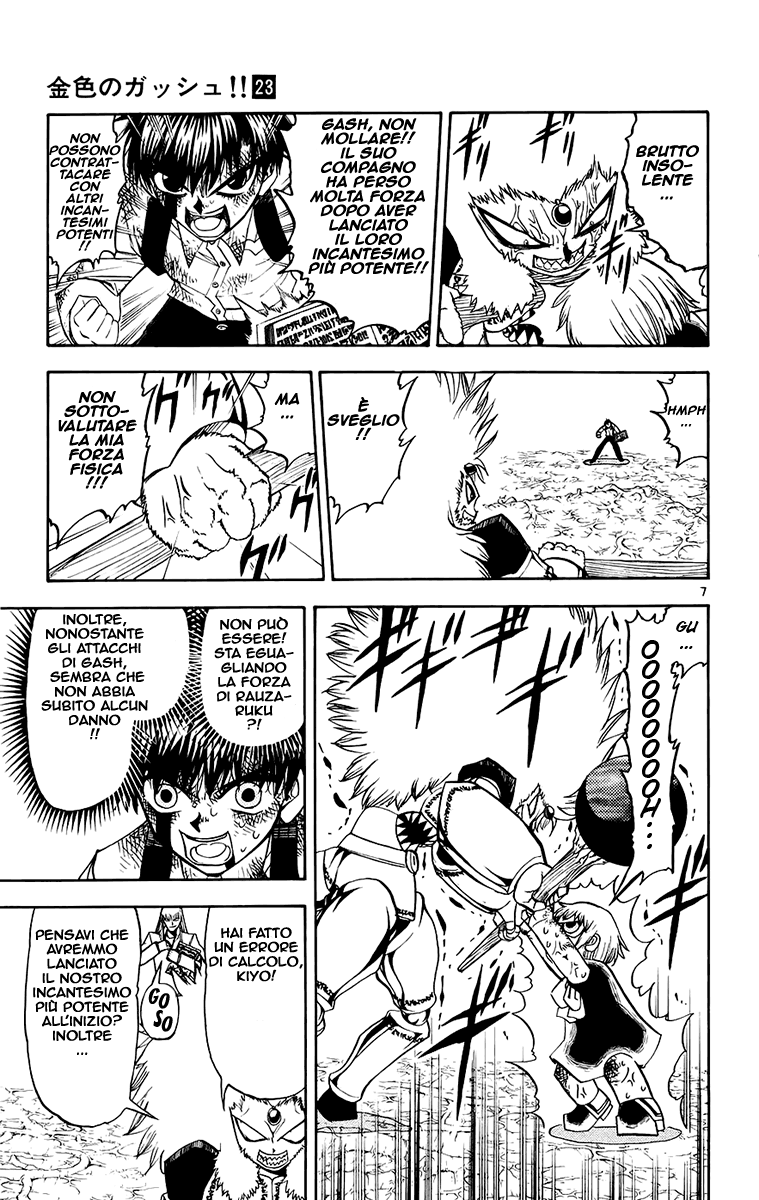 金色のガッシュ!! 23
BRUTTO
INSO-
LENTE
...
GASH, NON
MOLLARE!!
IL SUO
COMPAGNO
HA PERSO
MOLTA FORZA
DOPO AVER
LANCIATO
IL LORO
INCANTESIMO
PIÙ POTENTE!!
NON
POSSONO
CONTRAT-
TACARE
CON
ALTRI
INCAN-
TESIMI
POTENTI
!!
HMPH
...
È
SVEGLIO
!!
MA
...
NON
SOTTO-
VALUTARE
LA MIA
FORZA
FISICA
!!!
7
GU
...
OOOOOOOOH...
NON PUÒ
ESSERE!
STA EGUA-
GLIANDO
LA FORZA
DI RAUZA-
RUKU
?!
INOLTRE,
NONOSTANTE
GLI ATTACCHI
DI GASH,
SEMBRA CHE
NON ABBIA
SUBITO ALCUN
DANNO
!!
HAI FATTO
UN ERRORE
DI CALCOLO,
KIYO!
GO
SO
PENSAVI CHE
AVREMMO
LANCIATO
IL NOSTRO
INCANTESIMO
PIÙ POTENTE
ALL'INIZIO?
INOLTRE
...